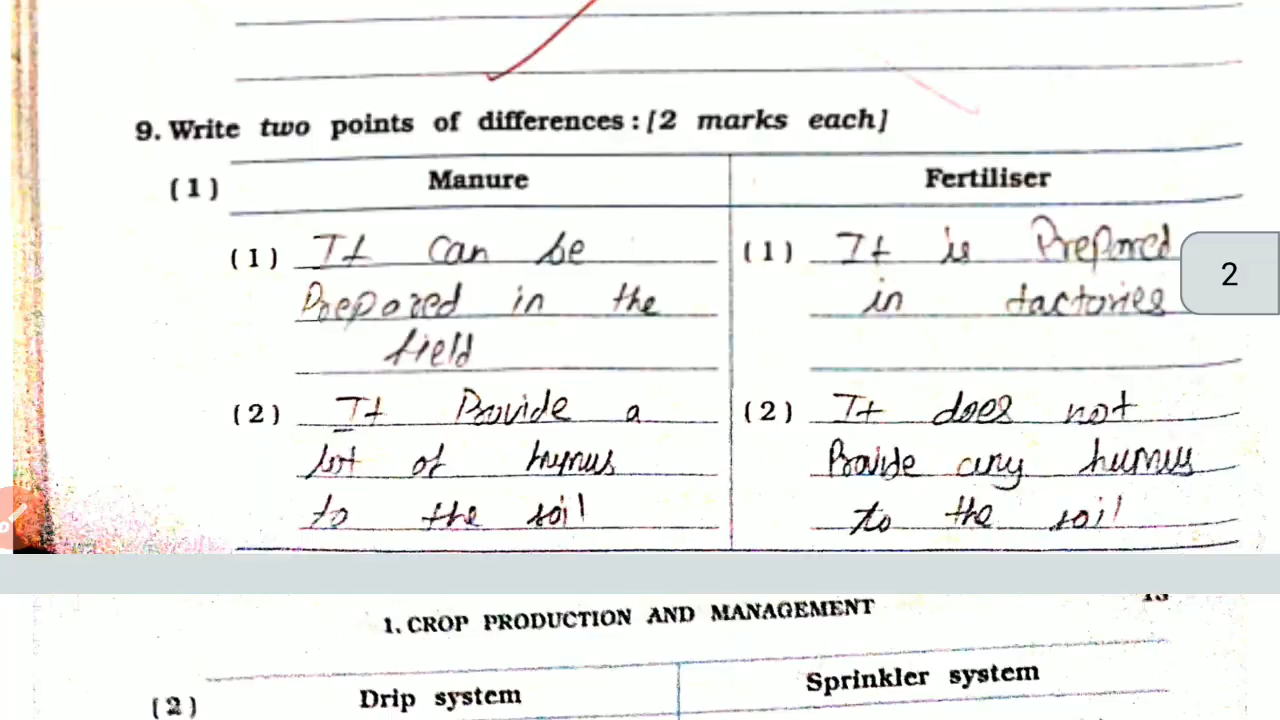 9. Write two points of differences : [2 marks each]
(1) Manure Fertiliser
(1) It can be (1) It is Prepared
Prepared in the in factories
field
(2) It Provide a (2) It does not
lot of humus Provide any humus
to the soil to the soil
2
1. CROP PRODUCTION AND MANAGEMENT
(2) Drip system Sprinkler system